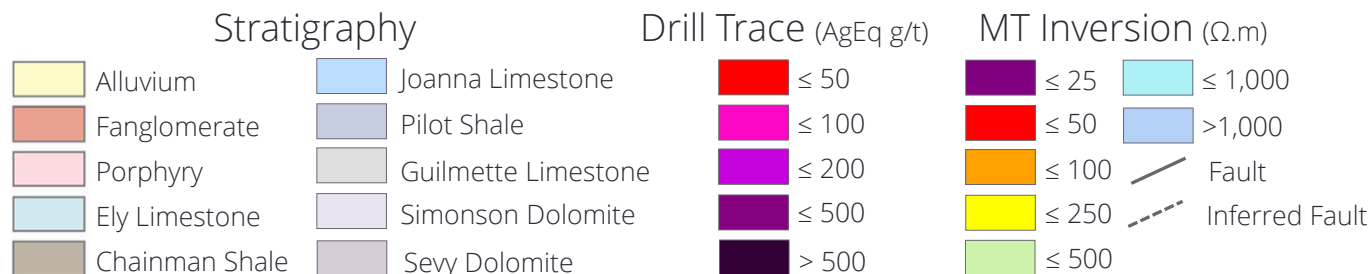 Stratigraphy
Alluvium
Fanglomerate
Porphyry
Ely Limestone
Chainman Shale
Joanna Limestone
Pilot Shale
Guilmette Limestone
Simonson Dolomite
Sevy Dolomite
Drill Trace (AgEq g/t)
≤ 50
≤ 100
≤ 200
≤ 500
> 500
MT Inversion (Ω.m)
≤ 25
≤ 50
≤ 100
≤ 250
≤ 500
≤ 1,000
>1,000
Fault
Inferred Fault